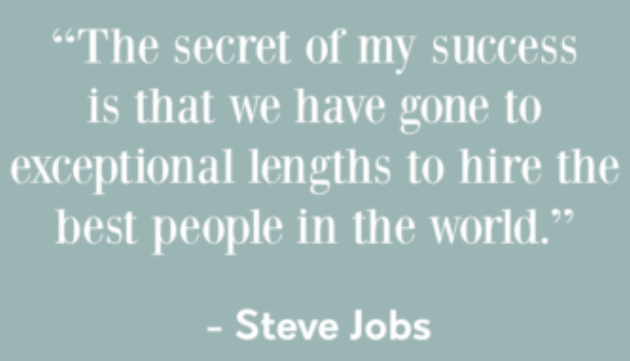 “The secret of my success
is that we have gone to
exceptional lengths to hire the
best people in the world.”
- Steve Jobs